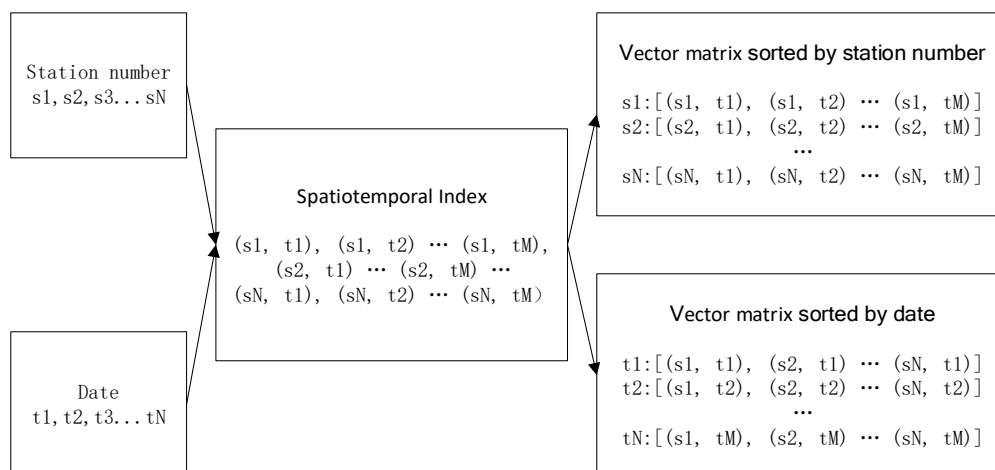 Station number
s1,s2,s3...sN
Date
t1,t2,t3...tN
Spatiotemporal Index
(s1, t1), (s1, t2) ··· (s1, tM),
(s2, t1) ··· (s2, tM) ···
(sN, t1), (sN, t2) ··· (sN, tM)
Vector matrix sorted by station number
s1:[(s1, t1), (s1, t2) ··· (s1, tM)]
s2:[(s2, t1), (s2, t2) ··· (s2, tM)]
···
sN:[(sN, t1), (sN, t2) ··· (sN, tM)]
Vector matrix sorted by date
t1:[(s1, t1), (s2, t1) ··· (sN, t1)]
t2:[(s1, t2), (s2, t2) ··· (sN, t2)]
···
tN:[(s1, tM), (s2, tM) ··· (sN, tM)]